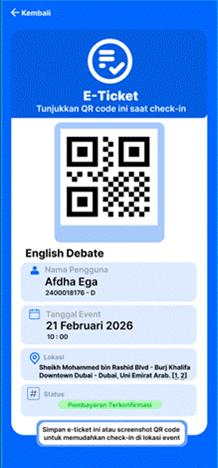 Kembali
E-Ticket
Tunjukkan QR code ini saat check-in
English Debate
Nama Pengguna
Afdha Ega
2400018176 - D
Tanggal Event
21 Februari 2026
10 : 00
Lokasi
Sheikh Mohammed bin Rashid Blvd - Burj Khalifa
Downtown Dubai - Dubai, Uni Emirat Arab. [1, 2]
# Status
Pembayaran Terkonfirmasi
Simpan e-ticket ini atau screenshot QR code
untuk memudahkan check-in di lokasi event